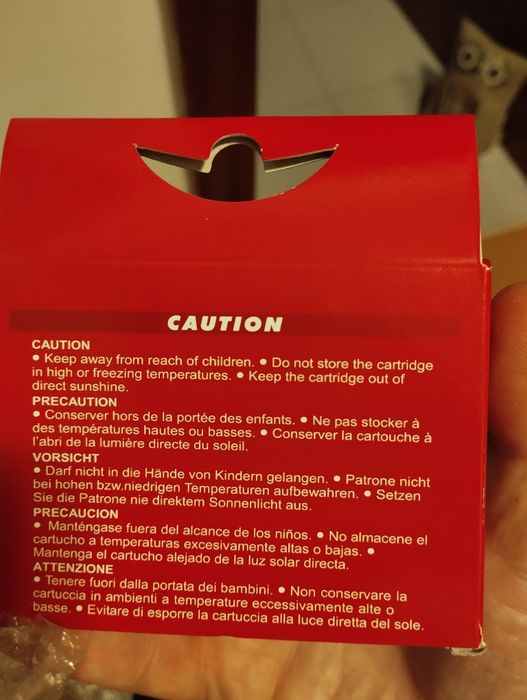 CAUTION
CAUTION
● Keep away from reach of children. ● Do not store the cartridge
in high or freezing temperatures. ● Keep the cartridge out of
direct sunshine.
PRECAUTION
● Conserver hors de la portée des enfants. ● Ne pas stocker à
des températures hautes ou basses. ● Conserver la cartouche à
l'abri de la lumière directe du soleil.
VORSICHT
● Darf nicht in die Hände von Kindern gelangen. ● Patrone nicht
bei hohen bzw.niedrigen Temperaturen aufbewahren. ● Setzen
Sie die Patrone nie direktem Sonnenlicht aus.
PRECAUCION
● Manténgase fuera del alcance de los niños. ● No almacene el
cartucho a temperaturas excesivamente altas o bajas. ●
Mantenga el cartucho alejado de la luz solar directa.
ATTENZIONE
● Tenere fuori dalla portata dei bambini. ● Non conservare la
cartuccia in ambienti a temperature eccessivamente alte o
basse. ● Evitare di esporre la cartuccia alla luce diretta del sole.